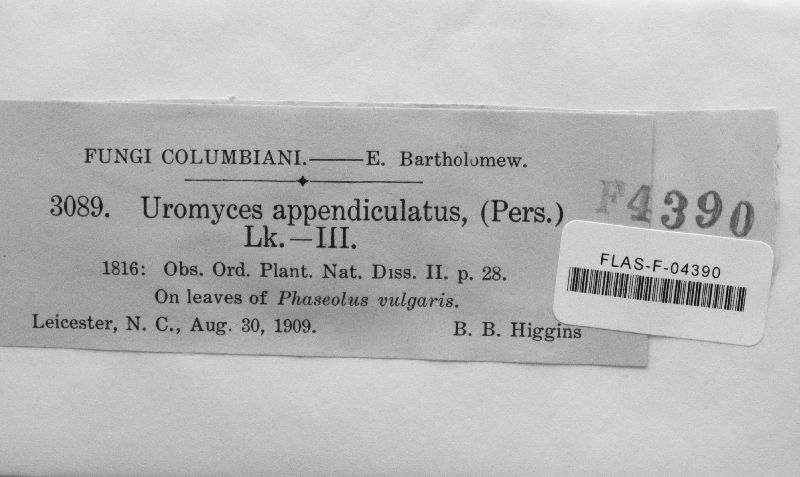 FUNGI COLUMBIANI.——E. Bartholomew.
3089. Uromyces appendiculatus, (Pers.)
Lk.—III.
1816: Obs. Ord. Plant. Nat. Diss. II. p. 28.
On leaves of Phaseolus vulgaris.
Leicester, N. C., Aug. 30, 1909. B. B. Higgins
F4390
FLAS-F-04390